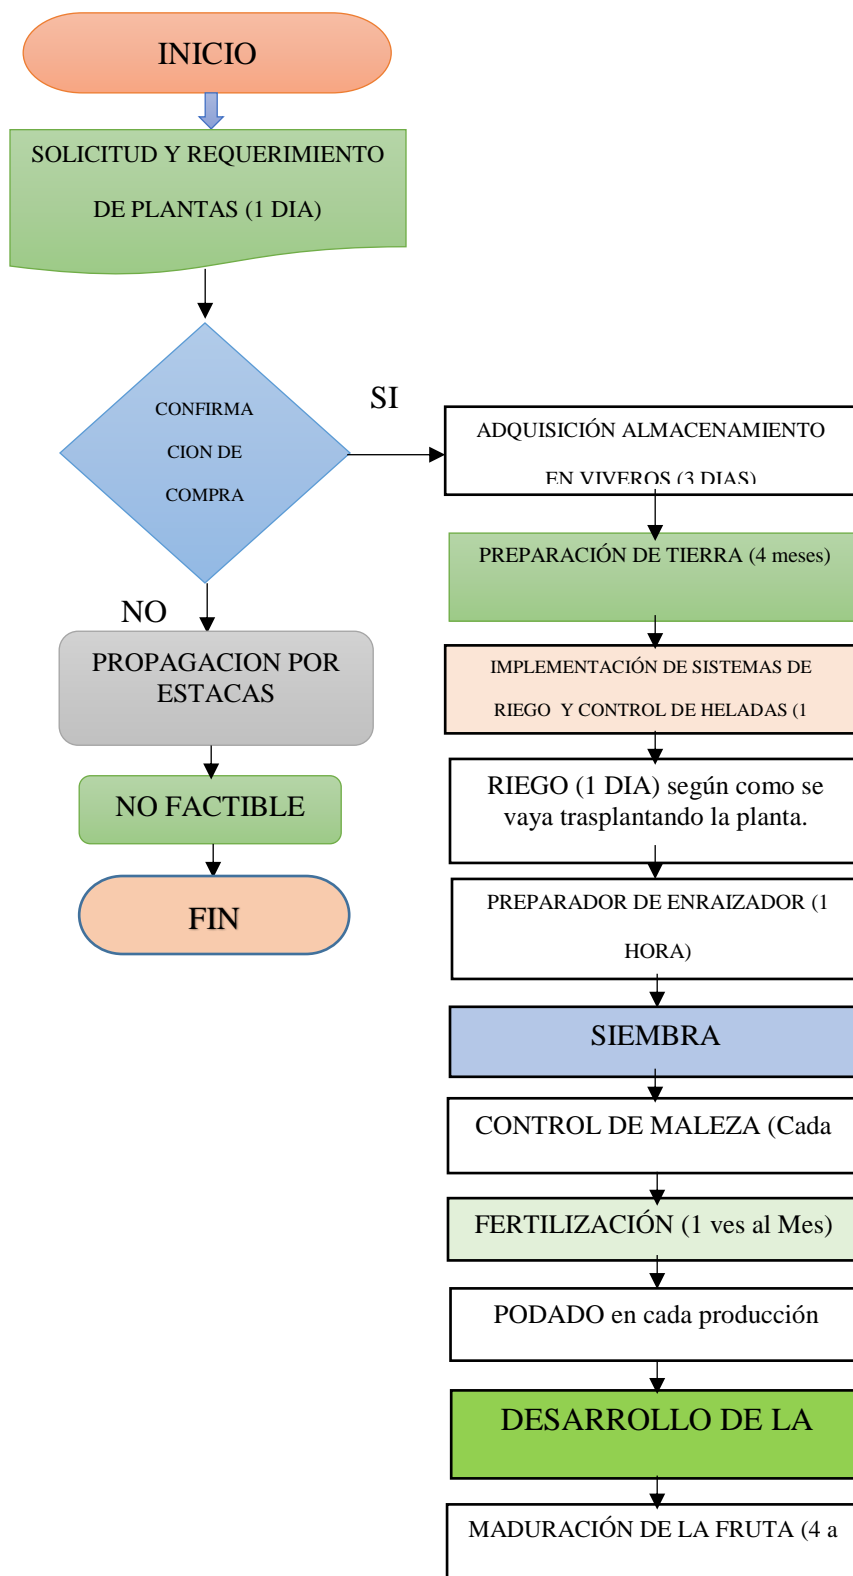 INICIO
SOLICITUD Y REQUERIMIENTO
DE PLANTAS (1 DIA)
CONFIRMA
CION DE
COMPRA
SI
NO
PROPAGACION POR
ESTACAS
NO FACTIBLE
FIN
ADQUISICIÓN ALMACENAMIENTO
EN VIVEROS (3 DIAS)
PREPARACIÓN DE TIERRA (4 meses)
IMPLEMENTACIÓN DE SISTEMAS DE
RIEGO Y CONTROL DE HELADAS (1
RIEGO (1 DIA) según como se
vaya trasplantando la planta.
PREPARADOR DE ENRAIZADOR (1
HORA)
SIEMBRA
CONTROL DE MALEZA (Cada
FERTILIZACIÓN (1 ves al Mes)
PODADO en cada producción
DESARROLLO DE LA
MADURACIÓN DE LA FRUTA (4 a